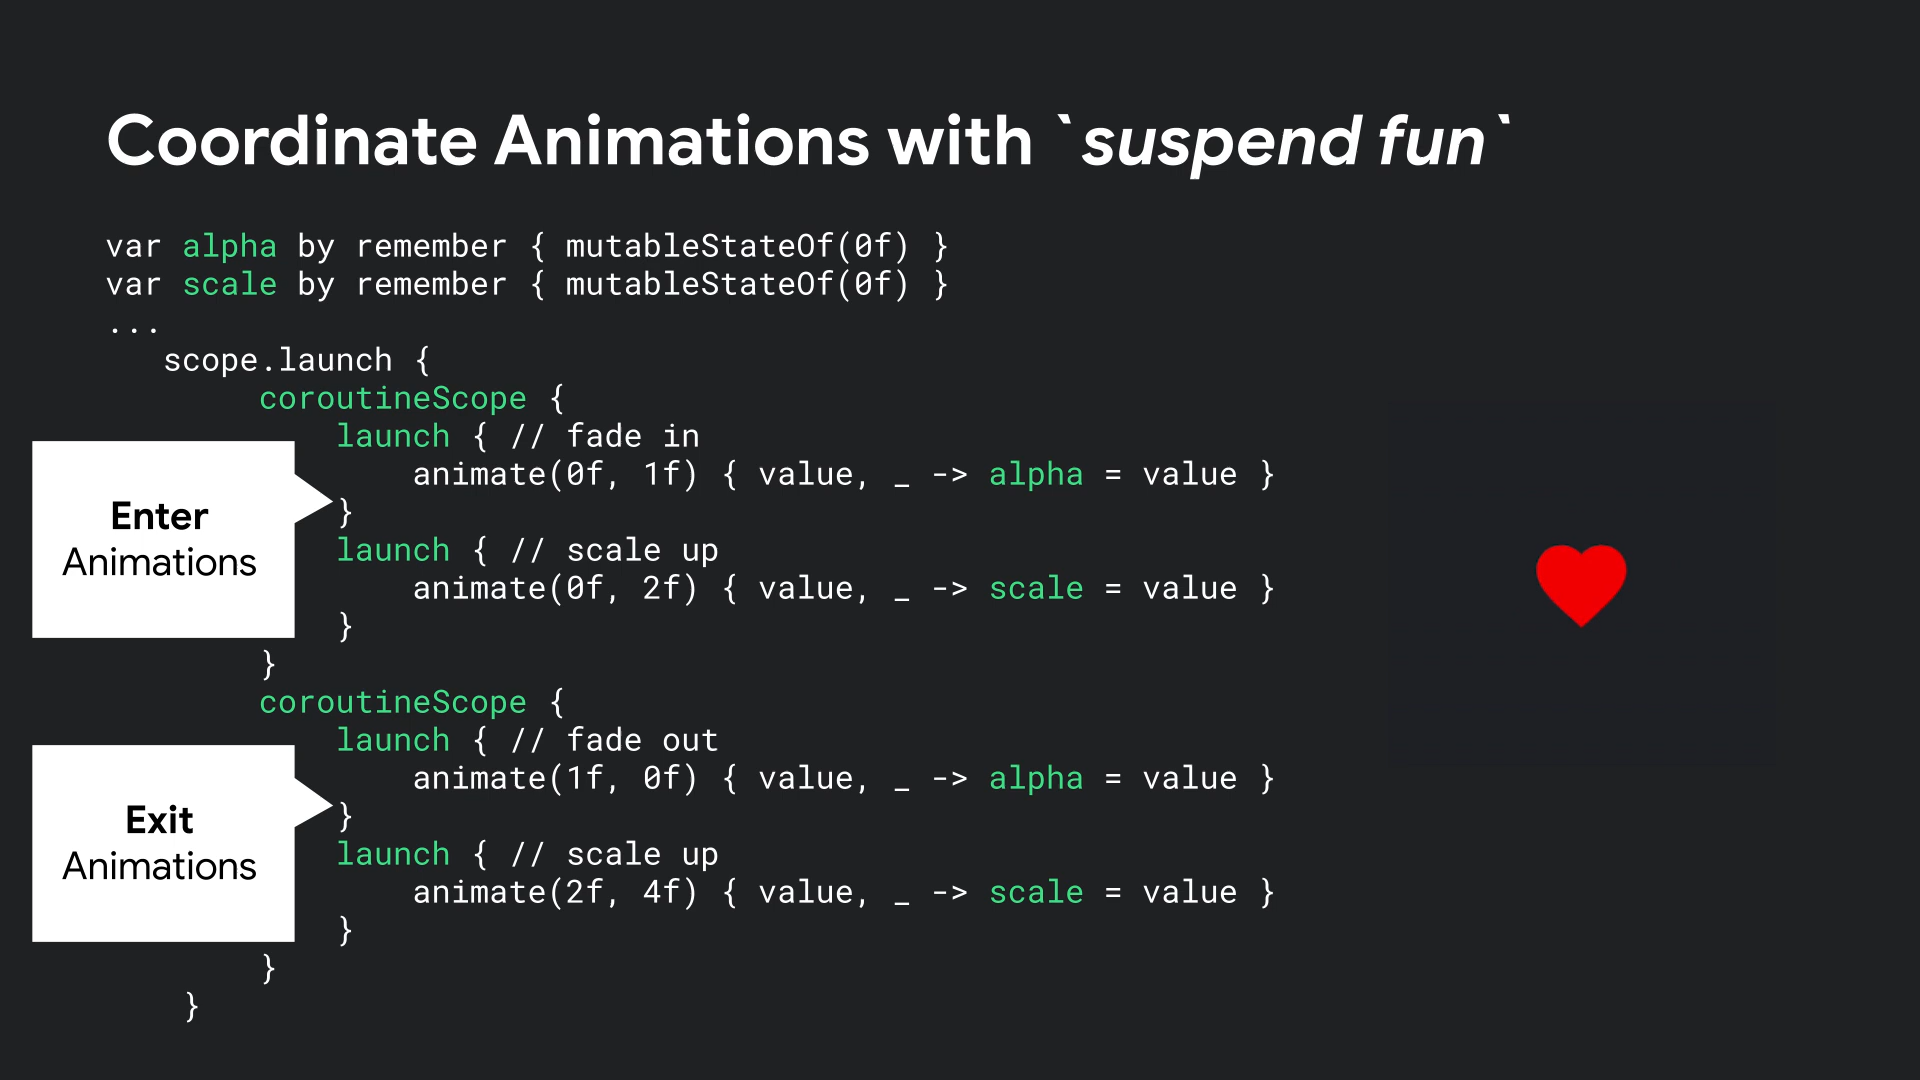 Coordinate Animations with `suspend fun`
var alpha by remember { mutableStateOf(0f) }
var scale by remember { mutableStateOf(0f) }
...
scope.launch {
coroutineScope {
launch { // fade in
animate(0f, 1f) { value, _ -> alpha = value }
}
launch { // scale up
animate(0f, 2f) { value, _ -> scale = value }
}
}
Enter
Animations
coroutineScope {
launch { // fade out
animate(1f, 0f) { value, _ -> alpha = value }
}
launch { // scale up
animate(2f, 4f) { value, _ -> scale = value }
}
}
}
Exit
Animations